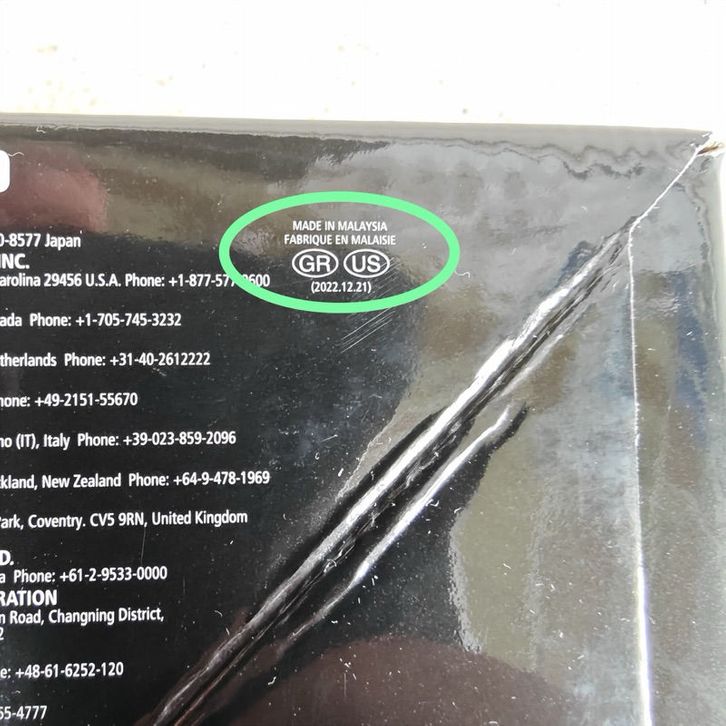 MADE IN MALAYSIA
FABRIQUE EN MALAISIE
GR US
(2022.12.21)
0-8577 Japan
INC.
arolina 29456 U.S.A. Phone: +1-877-577-9600
ada Phone: +1-705-745-3232
therlands Phone: +31-40-2612222
hone: +49-2151-55670
no (IT), Italy Phone: +39-023-859-2096
kland, New Zealand Phone: +64-9-478-1969
Park, Coventry. CV5 9RN, United Kingdom
D.
a Phone: +61-2-9533-0000
RATION
n Road, Changning District,
2
e: +48-61-6252-120
55-4777